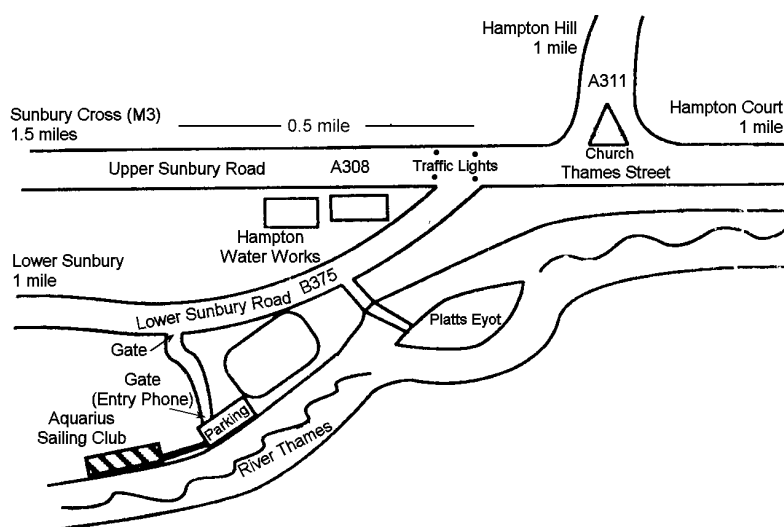 Hampton Hill
1 mile
A311
Sunbury Cross (M3)
1.5 miles
0.5 mile
Hampton Court
1 mile
Church
Upper Sunbury Road
A308
Traffic Lights
Thames Street
Hampton
Water Works
Lower Sunbury
1 mile
B375
Lower Sunbury Road
Platts Eyot
Gate
Gate
(Entry Phone)
Parking
Aquarius
Sailing Club
River Thames